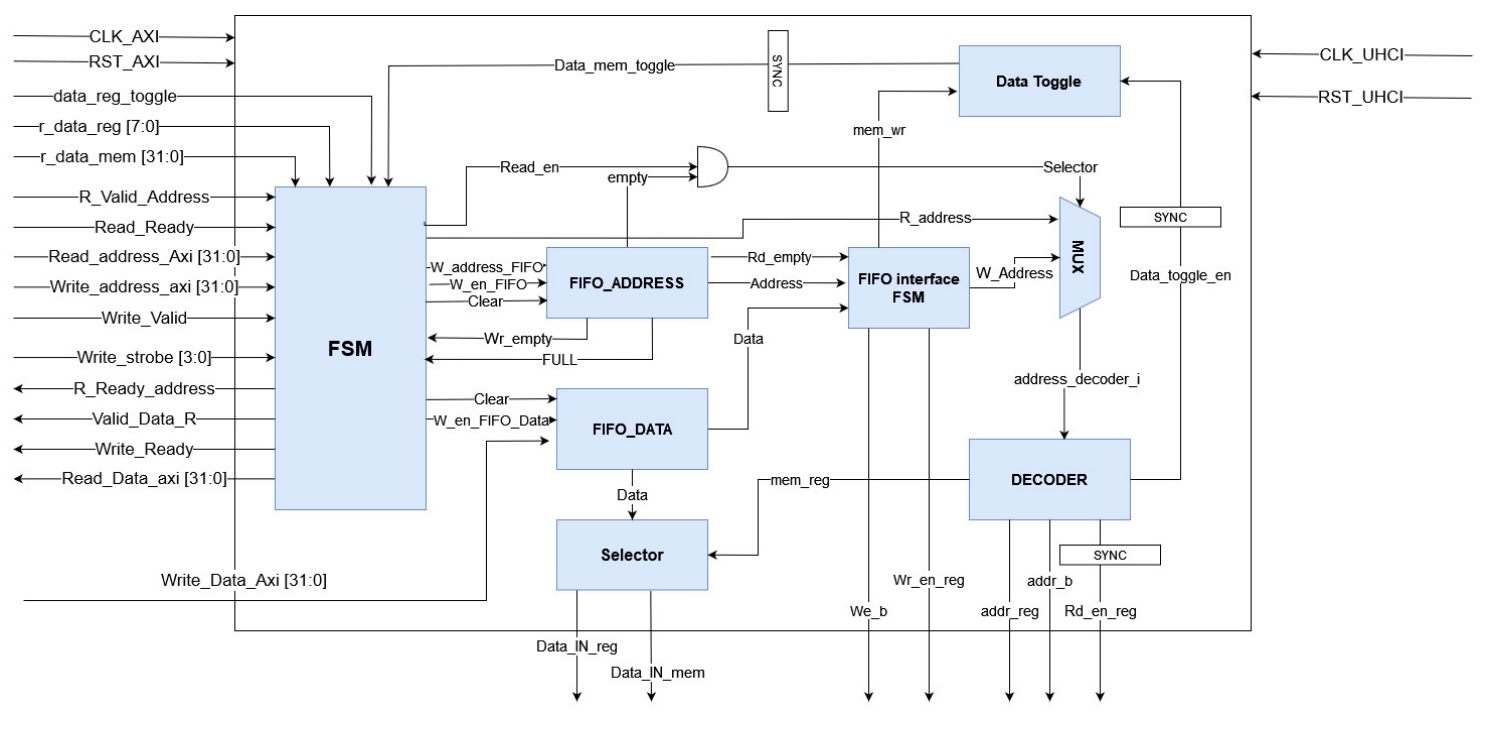 CLK_AXI
RST_AXI
data_reg_toggle
r_data_reg [7:0]
r_data_mem [31:0]
R_Valid_Address
Read_Ready
Read_address_Axi [31:0]
Write_address_axi [31:0]
Write_Valid
Write_strobe [3:0]
R_Ready_address
Valid_Data_R
Write_Ready
Read_Data_axi [31:0]
Write_Data_Axi [31:0]
FSM
Data_mem_toggle
SYNC
Data Toggle
CLK_UHCI
RST_UHCI
mem_wr
Read_en
empty
Selector
R_address
SYNC
W_address_FIFO
W_en_FIFO
Clear
FIFO_ADDRESS
Rd_empty
Address
FIFO interface
FSM
W_Address
MUX
Data_toggle_en
Wr_empty
FULL
Data
address_decoder_i
Clear
W_en_FIFO_Data
FIFO_DATA
Data
mem_reg
DECODER
Selector
SYNC
Wr_en_reg
addr_b
We_b
addr_reg
Rd_en_reg
Data_IN_reg
Data_IN_mem